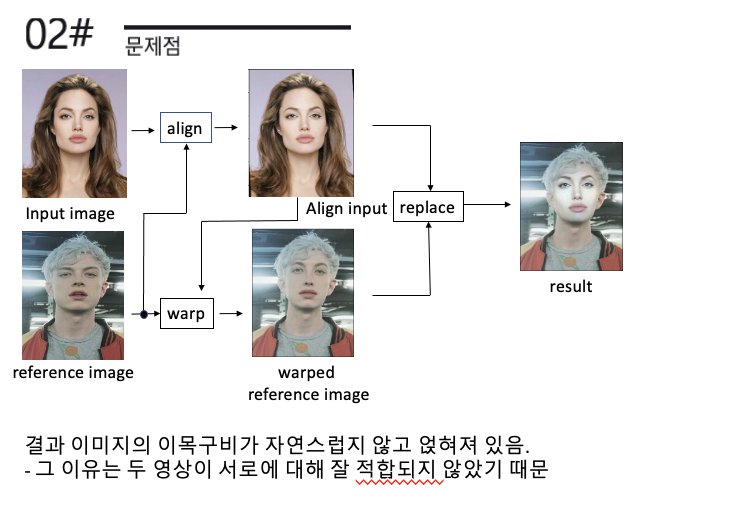 02#
문제점
align
Input image
Align input
replace
result
warp
reference image
warped
reference image
결과 이미지의 이목구비가 자연스럽지 않고 얹혀져 있음.
- 그 이유는 두 영상이 서로에 대해 잘 적합되지 않았기 때문